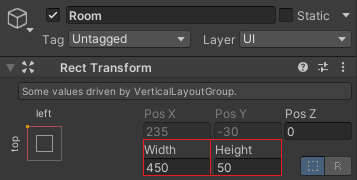 Room Static
Tag Untagged Layer UI
Rect Transform
Some values driven by VerticalLayoutGroup.
left Pos X Pos Y Pos Z
top 235 -30 0
Width Height
450 50 R